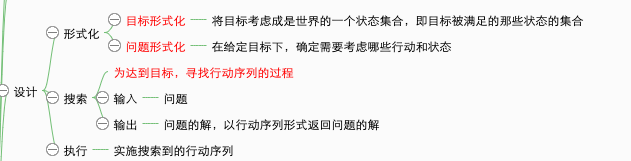 目标形式化 将目标考虑成是世界的一个状态集合，即目标被满足的那些状态的集合
形式化
问题形式化 在给定目标下，确定需要考虑哪些行动和状态
为达到目标，寻找行动序列的过程
设计
搜索 输入 问题
输出 问题的解，以行动序列形式返回问题的解
执行 实施搜索到的行动序列